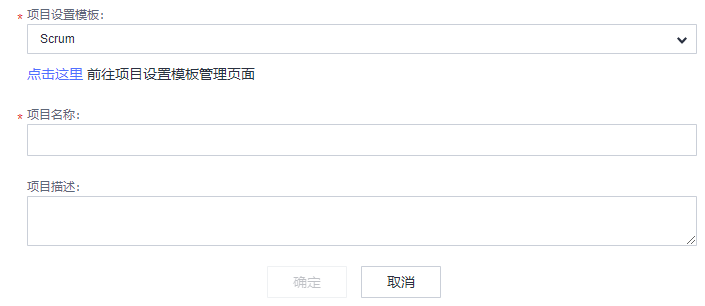 * 项目设置模板:
Scrum
点击这里 前往项目设置模板管理页面
* 项目名称:
项目描述:
确定 取消